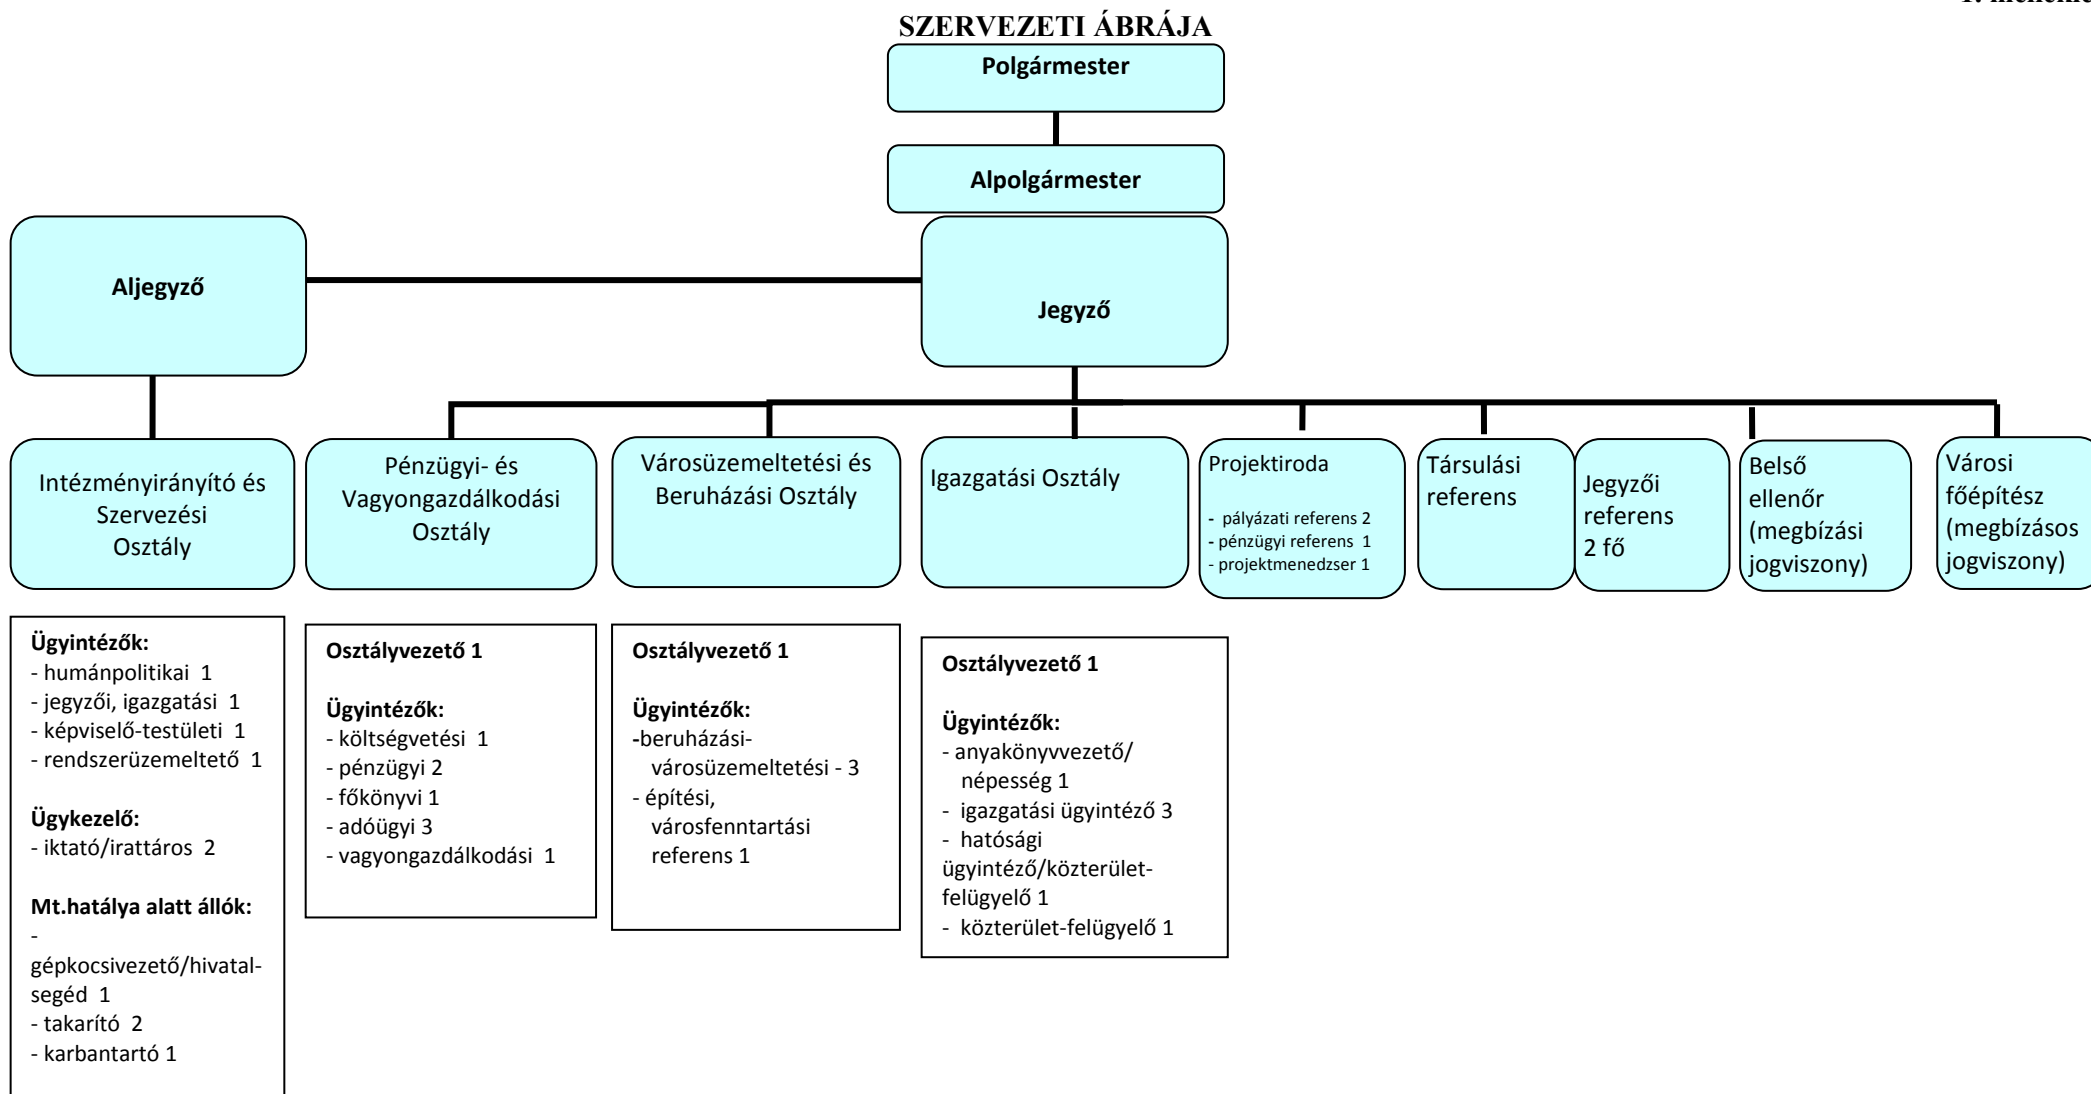 SZERVEZETI ÁBRÁJA
Polgármester
Alpolgármester
Aljegyző
Jegyző
Intézményirányító és
Szervezési
Osztály
Pénzügyi- és
Vagyongazdálkodási
Osztály
Városüzemeltetési és
Beruházási Osztály
Igazgatási Osztály
Projektiroda
- pályázati referens 2
- pénzügyi referens 1
- projektmenedzser 1
Társulási
referens
Jegyzői
referens
2 fő
Belső
ellenőr
(megbízási
jogviszony)
Városi
főépítész
(megbízásos
jogviszony)
Ügyintézők:
- humánpolitikai 1
- jegyzői, igazgatási 1
- képviselő-testületi 1
- rendszerüzemeltető 1
Ügykezelő:
- iktató/irattáros 2
Mt.hatálya alatt állók:
-
gépkocsivezető/hivatal-
segéd 1
- takarító 2
- karbantartó 1
Osztályvezető 1
Ügyintézők:
- költségvetési 1
- pénzügyi 2
- főkönyvi 1
- adóügyi 3
- vagyongazdálkodási 1
Osztályvezető 1
Ügyintézők:
-beruházási-
városüzemeltetési - 3
- építési,
városfenntartási
referens 1
Osztályvezető 1
Ügyintézők:
- anyakönyvvezető/
népesség 1
- igazgatási ügyintéző 3
- hatósági
ügyintéző/közterület-
felügyelő 1
- közterület-felügyelő 1